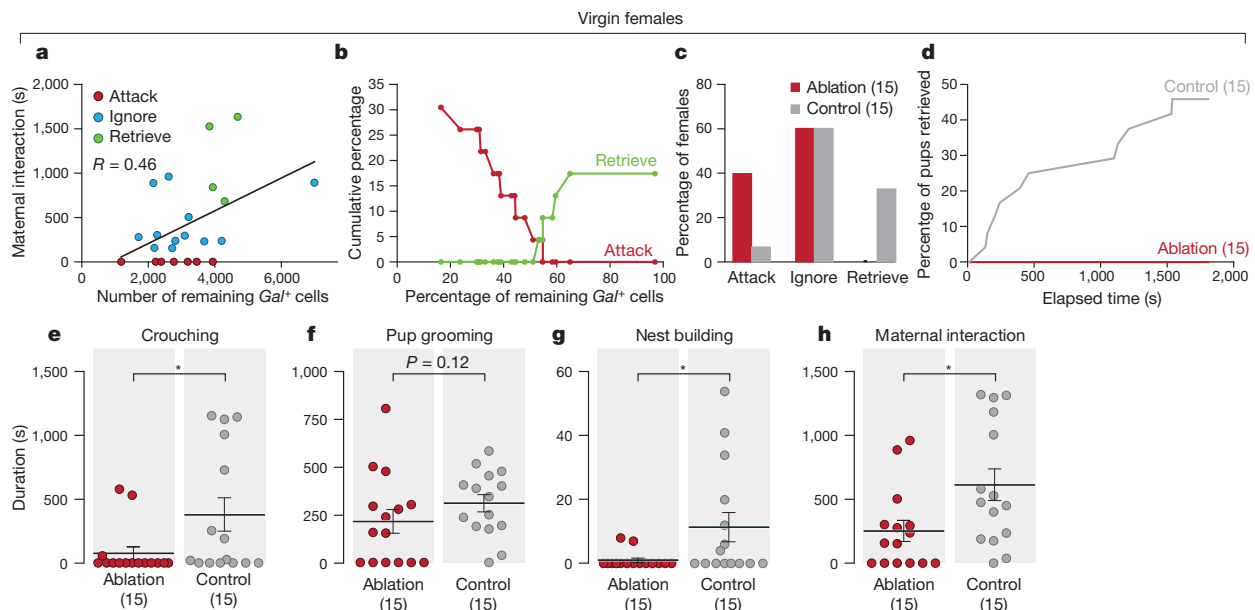 Virgin females
a
Maternal interaction (s)
2,000
1,500
1,000
500
0
Attack
Ignore
Retrieve
R = 0.46
0 2,000 4,000 6,000
Number of remaining Gal+ cells
b
Cumulative percentage
35
30
25
20
15
10
5
0
Retrieve
Attack
0 20 40 60 80 100
Percentage of remaining Gal+ cells
c
Percentage of females
80
60
40
20
0
Ablation (15)
Control (15)
Attack Ignore Retrieve
d
Percentge of pups retrieved
50
40
30
20
10
0
Control (15)
Ablation (15)
0 500 1,000 1,500 2,000
Elapsed time (s)
e Crouching
Duration (s)
1,500
1,000
500
0
*
Ablation Control
(15) (15)
f Pup grooming
P = 0.12
1,000
750
500
250
0
Ablation Control
(15) (15)
g Nest building
60
40
20
0
*
Ablation Control
(15) (15)
h Maternal interaction
1,500
1,000
500
0
*
Ablation Control
(15) (15)